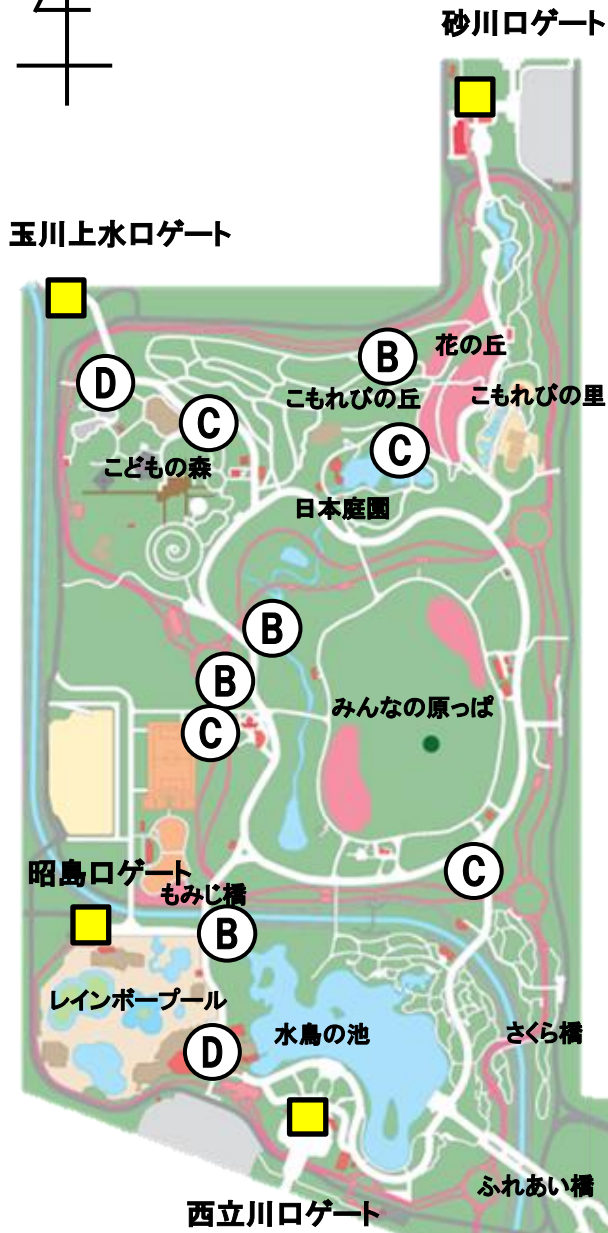 砂川口ゲート
玉川上水口ゲート
花の丘
B
D
こもれびの丘
こもれびの里
C
C
こどもの森
日本庭園
B
B
みんなの原っぱ
C
昭島口ゲート
C
もみじ橋
B
レインボープール
水鳥の池
さくら橋
D
ふれあい橋
西立川口ゲート